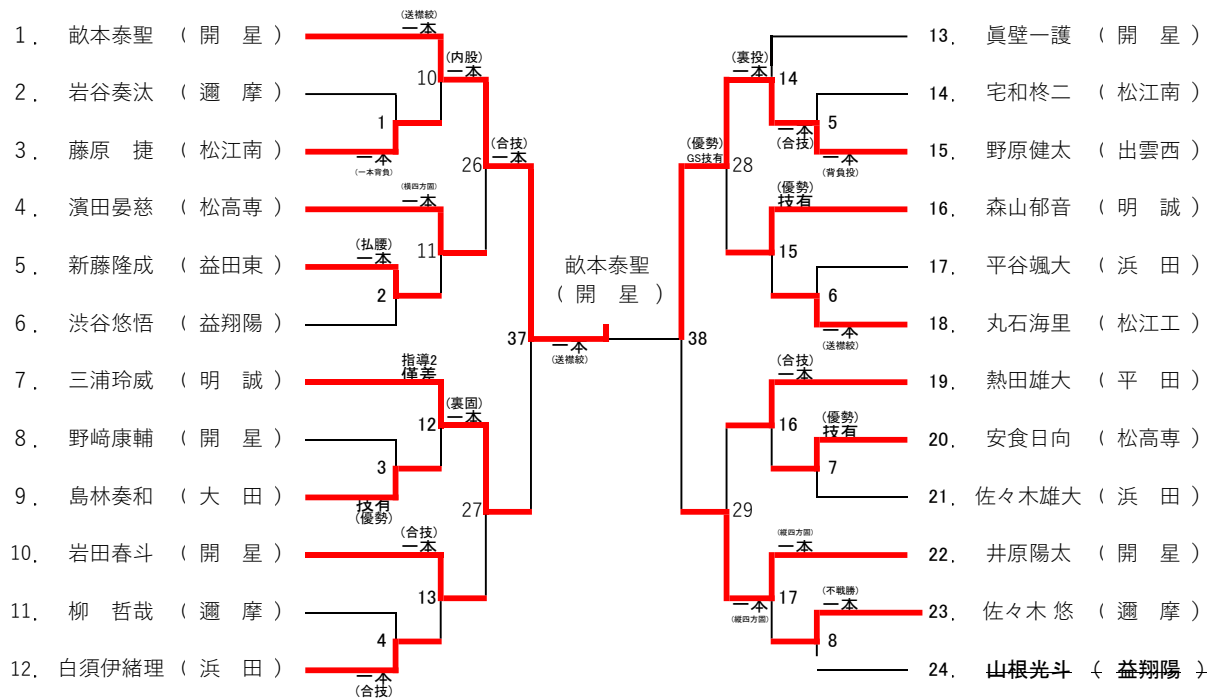 1． 畝本泰聖 （ 開 星 ）
2． 岩谷奏汰 （ 邇 摩 ）
3． 藤原 捷 （ 松江南 ）
4． 濱田晏慈 （ 松高専 ）
5． 新藤隆成 （ 益田東 ）
6． 渋谷悠悟 （ 益翔陽 ）
7． 三浦玲威 （ 明 誠 ）
8． 野﨑康輔 （ 開 星 ）
9． 島林奏和 （ 大 田 ）
10． 岩田春斗 （ 開 星 ）
11． 柳 哲哉 （ 邇 摩 ）
12． 白須伊緒理 （ 浜 田 ）
(送襟絞)
一本
10
(内股)
一本
1
一本
(一本背負)
26
(合技)
一本
(横四方固)
一本
11
(払腰)
一本
2
37
指導2
僅差
12
(裏固)
一本
3
技有
(優勢)
27
(合技)
一本
13
4
一本
(合技)
畝本泰聖
（ 開 星 ）
一本
(送襟絞)
38
(裏投)
一本
14
5
一本
(合技)
一本
(背負投)
(優勢)
GS技有
28
(優勢)
技有
15
6
一本
(送襟絞)
(合技)
一本
16
(優勢)
技有
7
29
(縦四方固)
一本
17
一本
(縦四方固)
(不戦勝)
一本
8
13． 眞壁一護 （ 開 星 ）
14． 宅和柊二 （ 松江南 ）
15． 野原健太 （ 出雲西 ）
16． 森山郁音 （ 明 誠 ）
17． 平谷颯大 （ 浜 田 ）
18． 丸石海里 （ 松江工 ）
19． 熱田雄大 （ 平 田 ）
20． 安食日向 （ 松高専 ）
21． 佐々木雄大 （ 浜 田 ）
22． 井原陽太 （ 開 星 ）
23． 佐々木 悠 （ 邇 摩 ）
24． 山根光斗 （ 益翔陽 ）